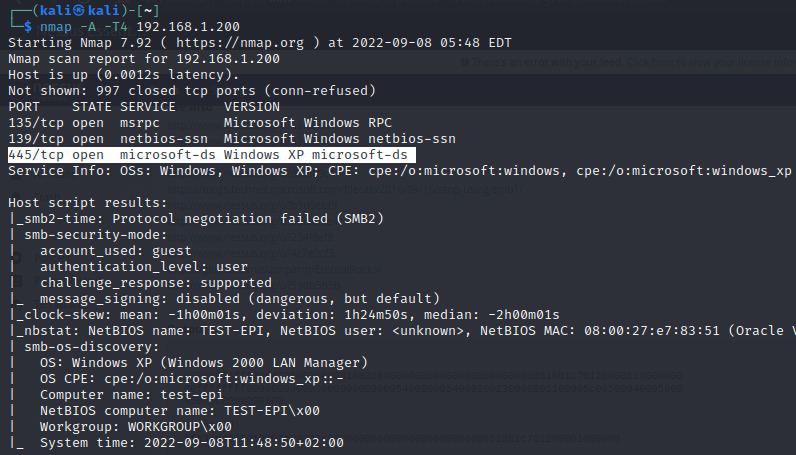 ┌──(kali㉿kali)-[~]
└─$ nmap -A -T4 192.168.1.200
Starting Nmap 7.92 ( https://nmap.org ) at 2022-09-08 05:48 EDT
Nmap scan report for 192.168.1.200
Host is up (0.0012s latency).
Not shown: 997 closed tcp ports (conn-refused)
PORT    STATE SERVICE      VERSION
135/tcp open  msrpc        Microsoft Windows RPC
139/tcp open  netbios-ssn  Microsoft Windows netbios-ssn
445/tcp open  microsoft-ds Windows XP microsoft-ds
Service Info: OSs: Windows, Windows XP; CPE: cpe:/o:microsoft:windows, cpe:/o:microsoft:windows_xp
Host script results:
|_smb2-time: Protocol negotiation failed (SMB2)
| smb-security-mode:
|   account_used: guest
|   authentication_level: user
|   challenge_response: supported
|_  message_signing: disabled (dangerous, but default)
|_clock-skew: mean: -1h00m01s, deviation: 1h24m50s, median: -2h00m01s
|_nbstat: NetBIOS name: TEST-EPI, NetBIOS user: <unknown>, NetBIOS MAC: 08:00:27:e7:83:51 (Oracle V
| smb-os-discovery:
|   OS: Windows XP (Windows 2000 LAN Manager)
|   OS CPE: cpe:/o:microsoft:windows_xp::-
|   Computer name: test-epi
|   NetBIOS computer name: TEST-EPI\x00
|   Workgroup: WORKGROUP\x00
|_  System time: 2022-09-08T11:48:50+02:00